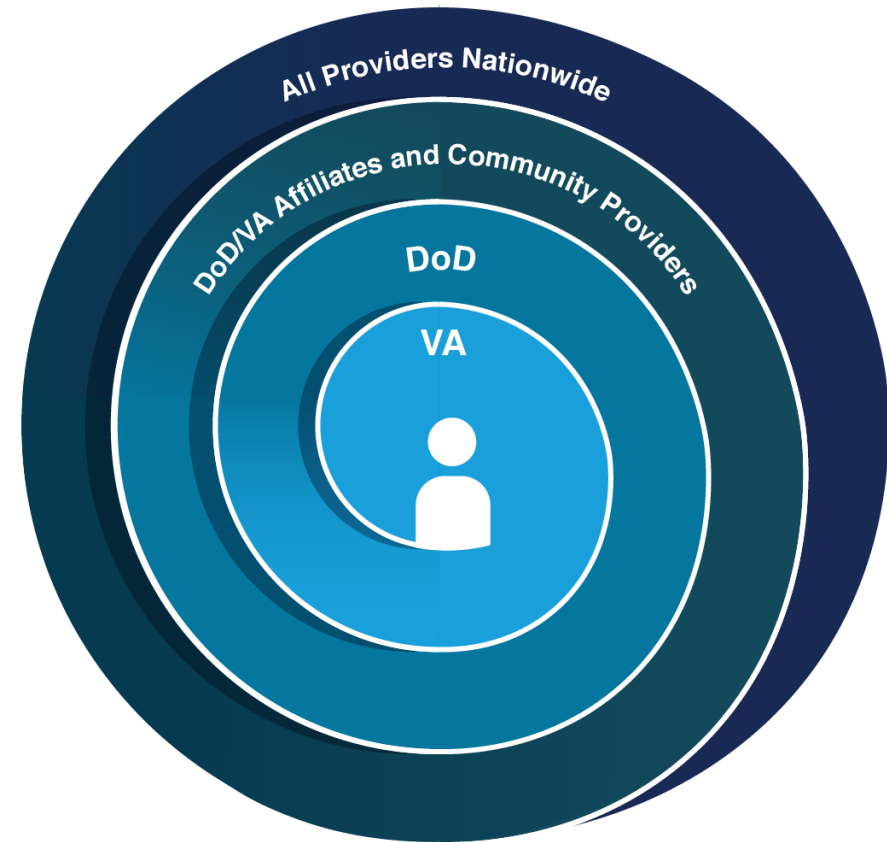 All Providers Nationwide
DoD/VA Affiliates and Community Providers
DoD
VA